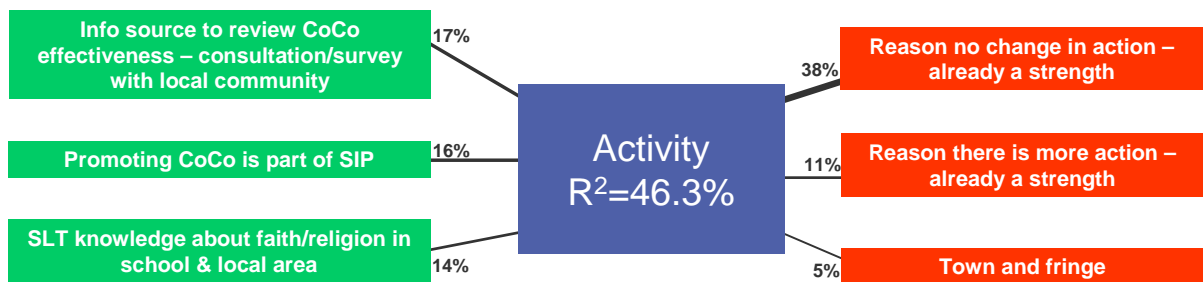 Info source to review CoCo
effectiveness – consultation/survey
with local community
17%
Promoting CoCo is part of SIP
16%
SLT knowledge about faith/religion in
school & local area
14%
Activity
R²=46.3%
38%
Reason no change in action –
already a strength
11%
Reason there is more action –
already a strength
5%
Town and fringe